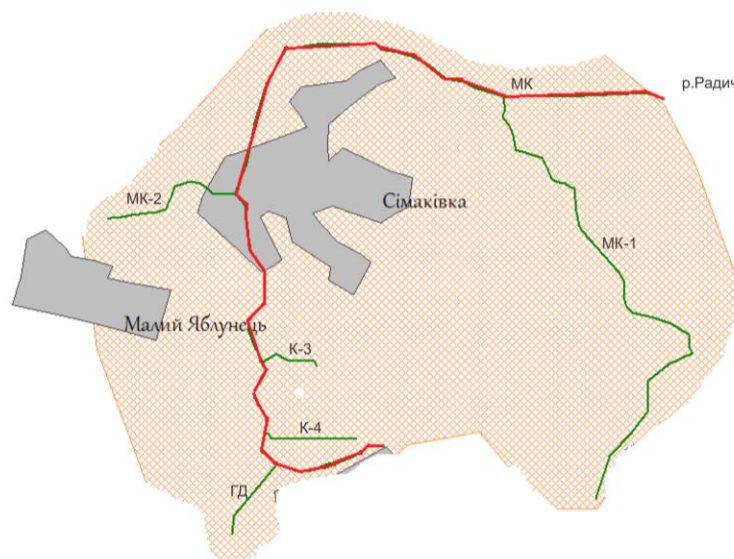 МК
р.Радич
МК-2
Сімаківка
МК-1
Малий Яблунець
К-3
К-4
ГД